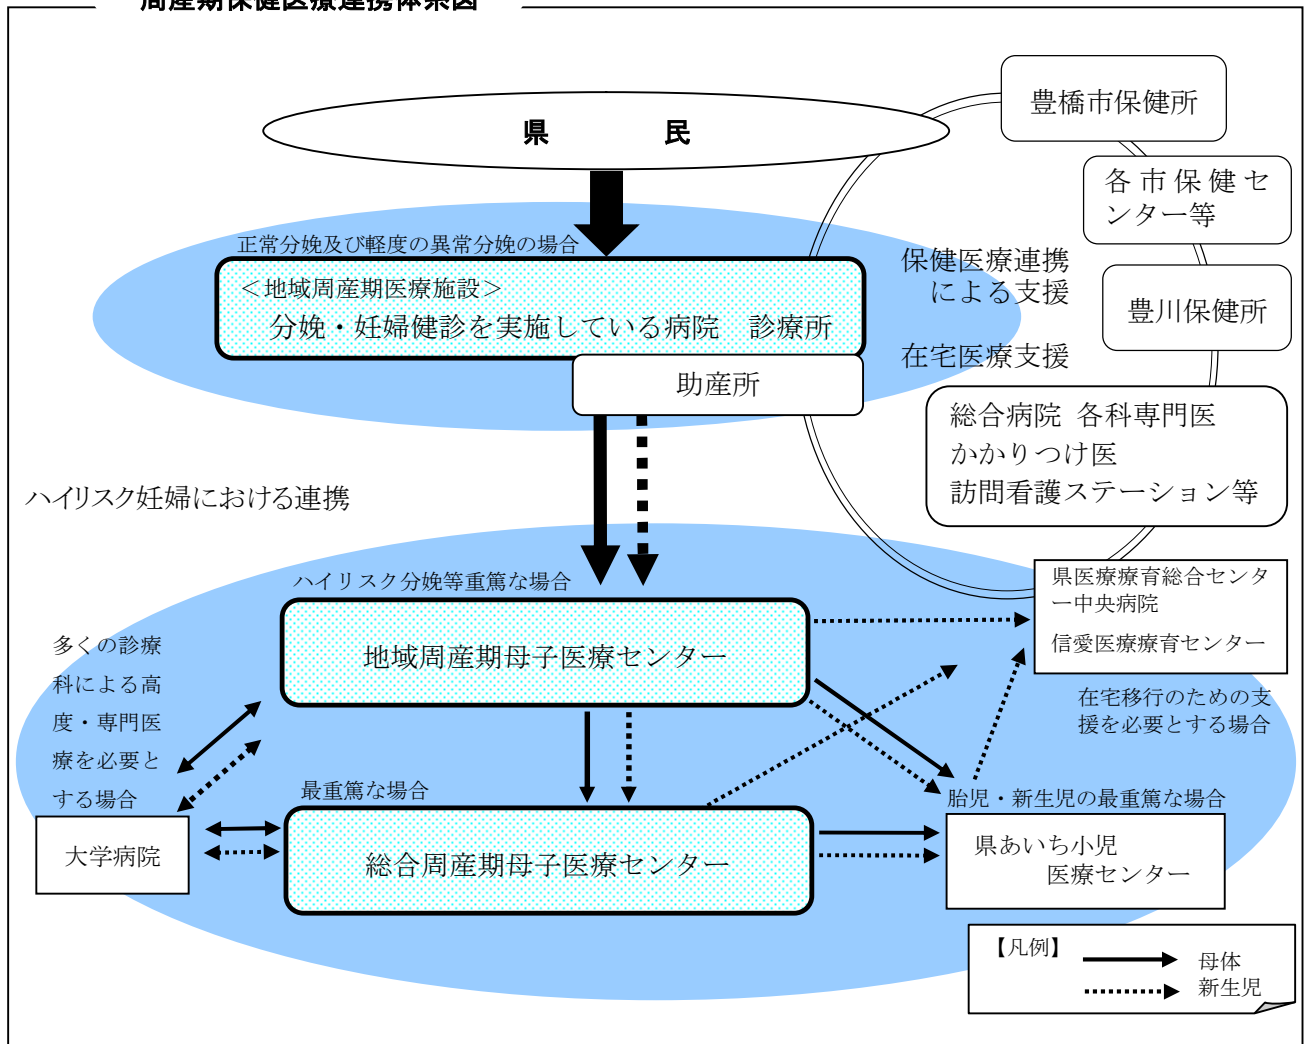 周産期保健医療連携体系図
県　　　　民
豊橋市保健所
各市保健セ
ンター等
豊川保健所
正常分娩及び軽度の異常分娩の場合
＜地域周産期医療施設＞
分娩・妊婦健診を実施している病院　診療所
助産所
保健医療連携
による支援
在宅医療支援
総合病院 各科専門医
かかりつけ医
訪問看護ステーション等
ハイリスク妊婦における連携
ハイリスク分娩等重篤な場合
地域周産期母子医療センター
県医療療育総合センタ
ー中央病院
信愛医療療育センター
在宅移行のための支
援を必要とする場合
多くの診療
科による高
度・専門医
療を必要と
する場合
大学病院
最重篤な場合
総合周産期母子医療センター
胎児・新生児の最重篤な場合
県あいち小児
医療センター
【凡例】
母体
新生児